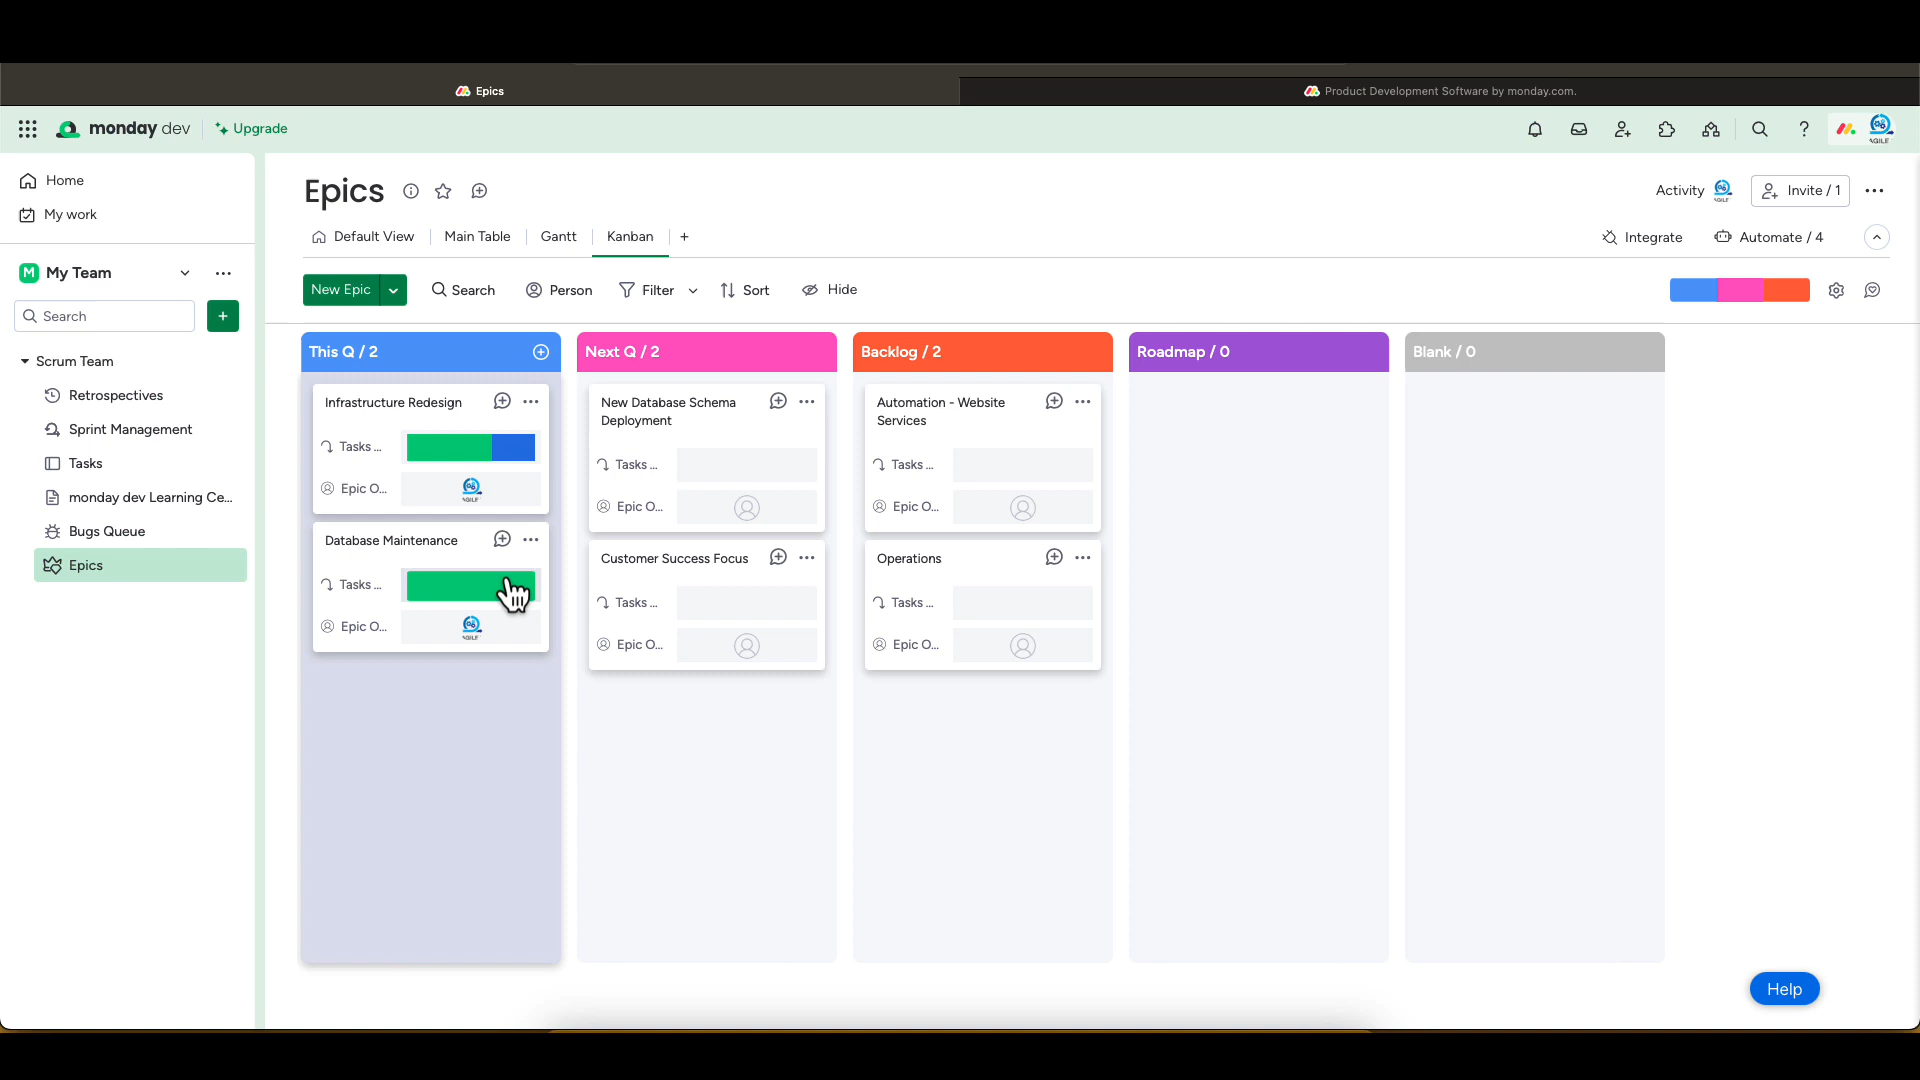 Epics
Product Development Software by monday.com.
monday dev
Upgrade
Home
My work
M My Team
Search
+
Scrum Team
Retrospectives
Sprint Management
Tasks
monday dev Learning Ce...
Bugs Queue
Epics
Epics
Activity
Invite / 1
Default View
Main Table
Gantt
Kanban
+
Integrate
Automate / 4
New Epic
Search
Person
Filter
Sort
Hide
This Q / 2
Infrastructure Redesign
Tasks ...
Epic O...
AGILE
Database Maintenance
Tasks ...
Epic O...
AGILE
Next Q / 2
New Database Schema
Deployment
Tasks ...
Epic O...
Customer Success Focus
Tasks ...
Epic O...
Backlog / 2
Automation - Website
Services
Tasks ...
Epic O...
Operations
Tasks ...
Epic O...
Roadmap / 0
Blank / 0
Help